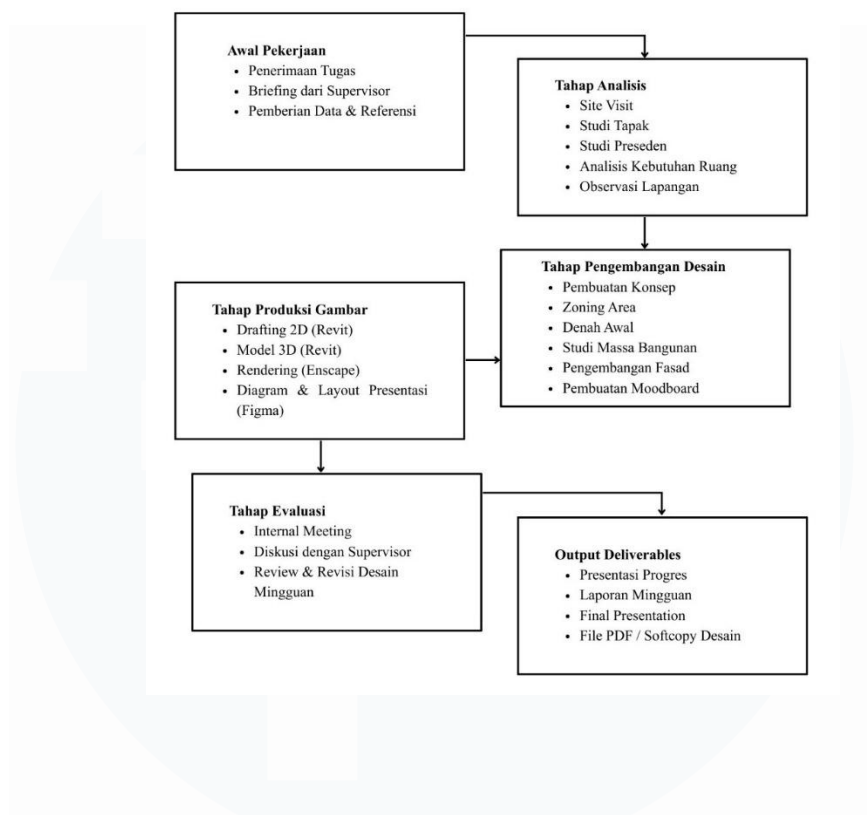 Awal Pekerjaan
• Penerimaan Tugas
• Briefing dari Supervisor
• Pemberian Data & Referensi
Tahap Analisis
• Site Visit
• Studi Tapak
• Studi Preseden
• Analisis Kebutuhan Ruang
• Observasi Lapangan
Tahap Pengembangan Desain
• Pembuatan Konsep
• Zoning Area
• Denah Awal
• Studi Massa Bangunan
• Pengembangan Fasad
• Pembuatan Moodboard
Tahap Produksi Gambar
• Drafting 2D (Revit)
• Model 3D (Revit)
• Rendering (Enscape)
• Diagram & Layout Presentasi
(Figma)
Tahap Evaluasi
• Internal Meeting
• Diskusi dengan Supervisor
• Review & Revisi Desain
Mingguan
Output Deliverables
• Presentasi Progres
• Laporan Mingguan
• Final Presentation
• File PDF / Softcopy Desain